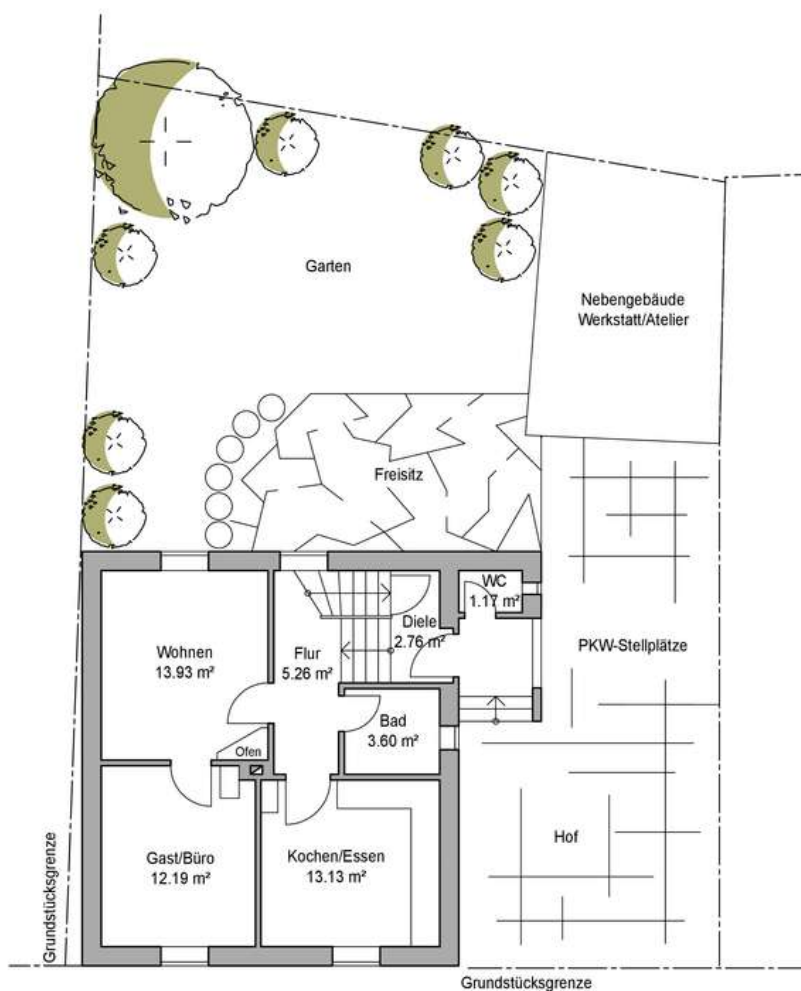 Garten
Nebengebäude
Werkstatt/Atelier
Freisitz
WC
1.17 m²
Diele
2.76 m²
Wohnen
13.93 m²
Flur
5.26 m²
PKW-Stellplätze
Bad
3.60 m²
Ofen
Hof
Gast/Büro
12.19 m²
Kochen/Essen
13.13 m²
Grundstücksgrenze
Grundstücksgrenze